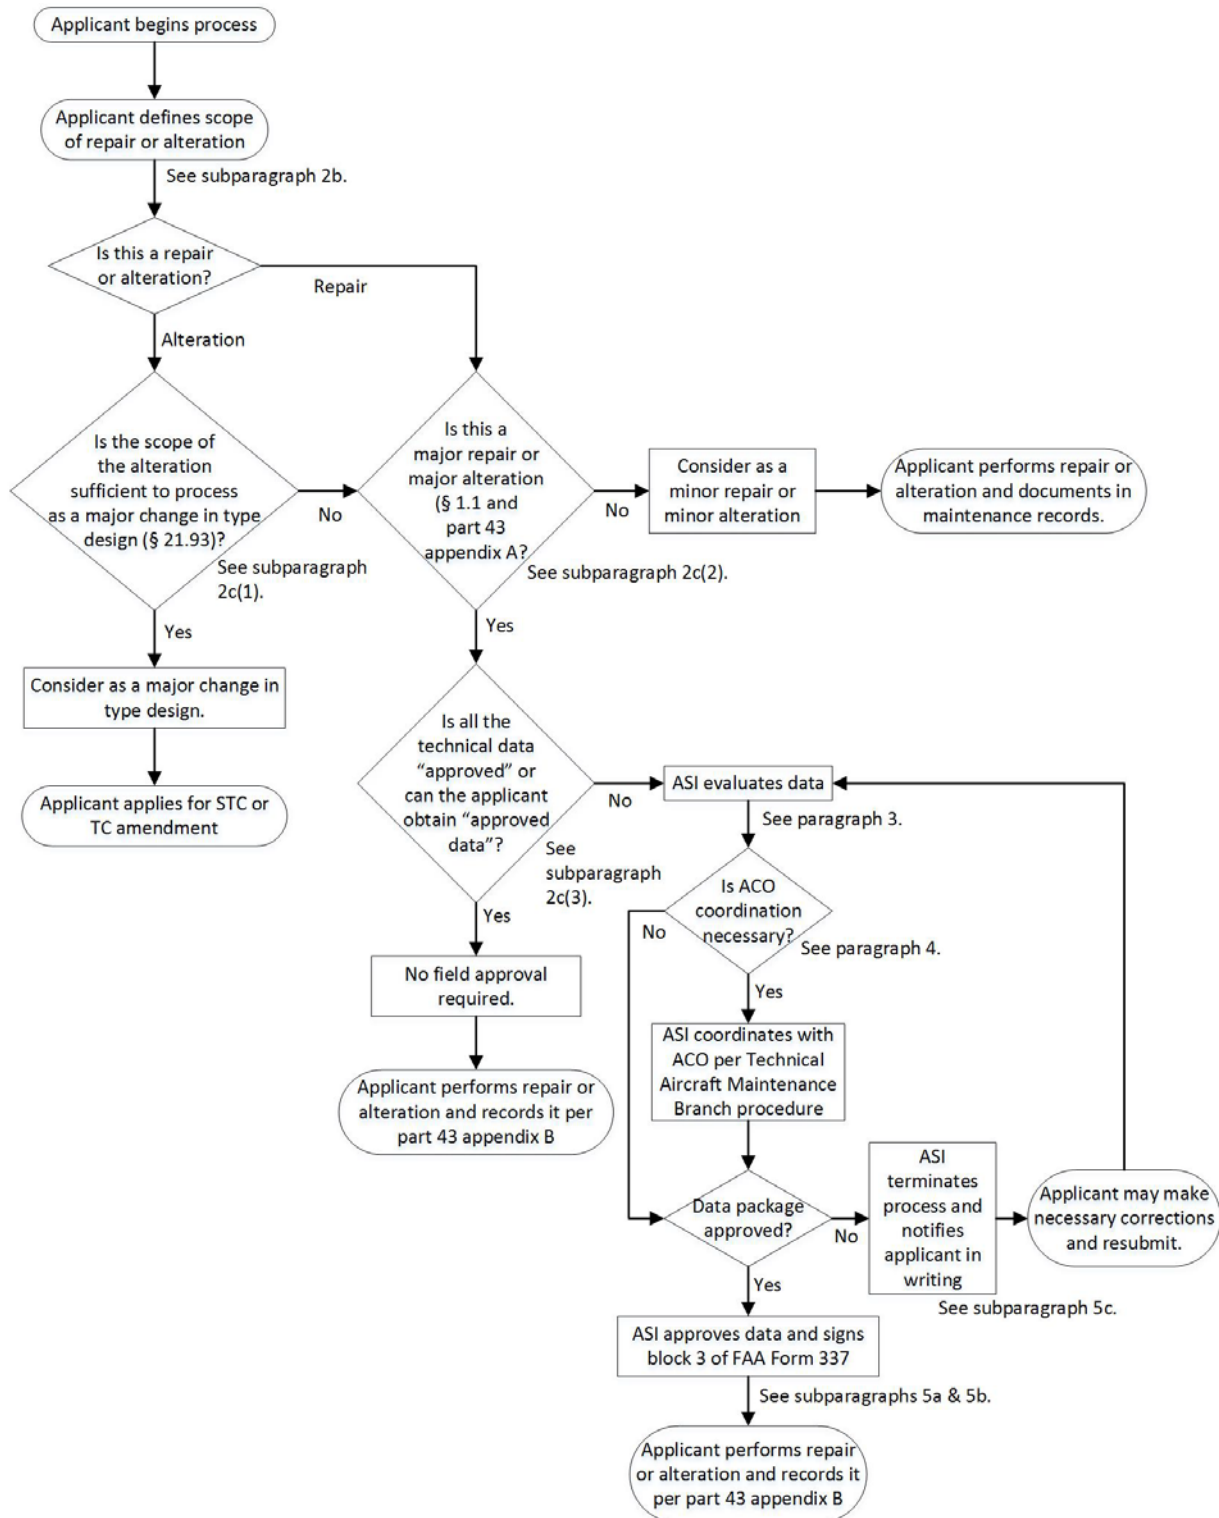 Applicant begins process
Applicant defines scope
of repair or alteration
See subparagraph 2b.
Is this a repair
or alteration?
Repair
Alteration
Is the scope of
the alteration
sufficient to process
as a major change in type
design (§ 21.93)?
See subparagraph
2c(1).
No
Is this a
major repair or
major alteration
(§ 1.1 and
part 43
appendix A?
See subparagraph 2c(2).
No
Consider as a
minor repair or
minor alteration
Applicant performs repair or
alteration and documents in
maintenance records.
Yes
Consider as a major change in
type design.
Applicant applies for STC or
TC amendment
Yes
Is all the
technical data
“approved” or
can the applicant
obtain “approved
data”?
See
subparagraph
2c(3).
No
ASI evaluates data
See paragraph 3.
Is ACO
coordination
necessary?
See paragraph 4.
No
Yes
No field approval
required.
Applicant performs repair or
alteration and records it per
part 43 appendix B
Yes
ASI coordinates with
ACO per Technical
Aircraft Maintenance
Branch procedure
Data package
approved?
No
ASI
terminates
process and
notifies
applicant in
writing
See subparagraph 5c.
Applicant may make
necessary corrections
and resubmit.
Yes
ASI approves data and signs
block 3 of FAA Form 337
See subparagraphs 5a & 5b.
Applicant performs repair
or alteration and records it
per part 43 appendix B